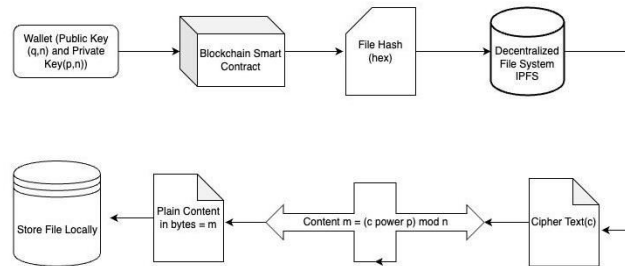 Wallet (Public Key
(q,n) and Private
Key(p,n))
Blockchain Smart
Contract
File Hash
(hex)
Decentralized
File System
IPFS
Store File Locally
Plain Content
in bytes = m
Content m = (c power p) mod n
Cipher Text(c)